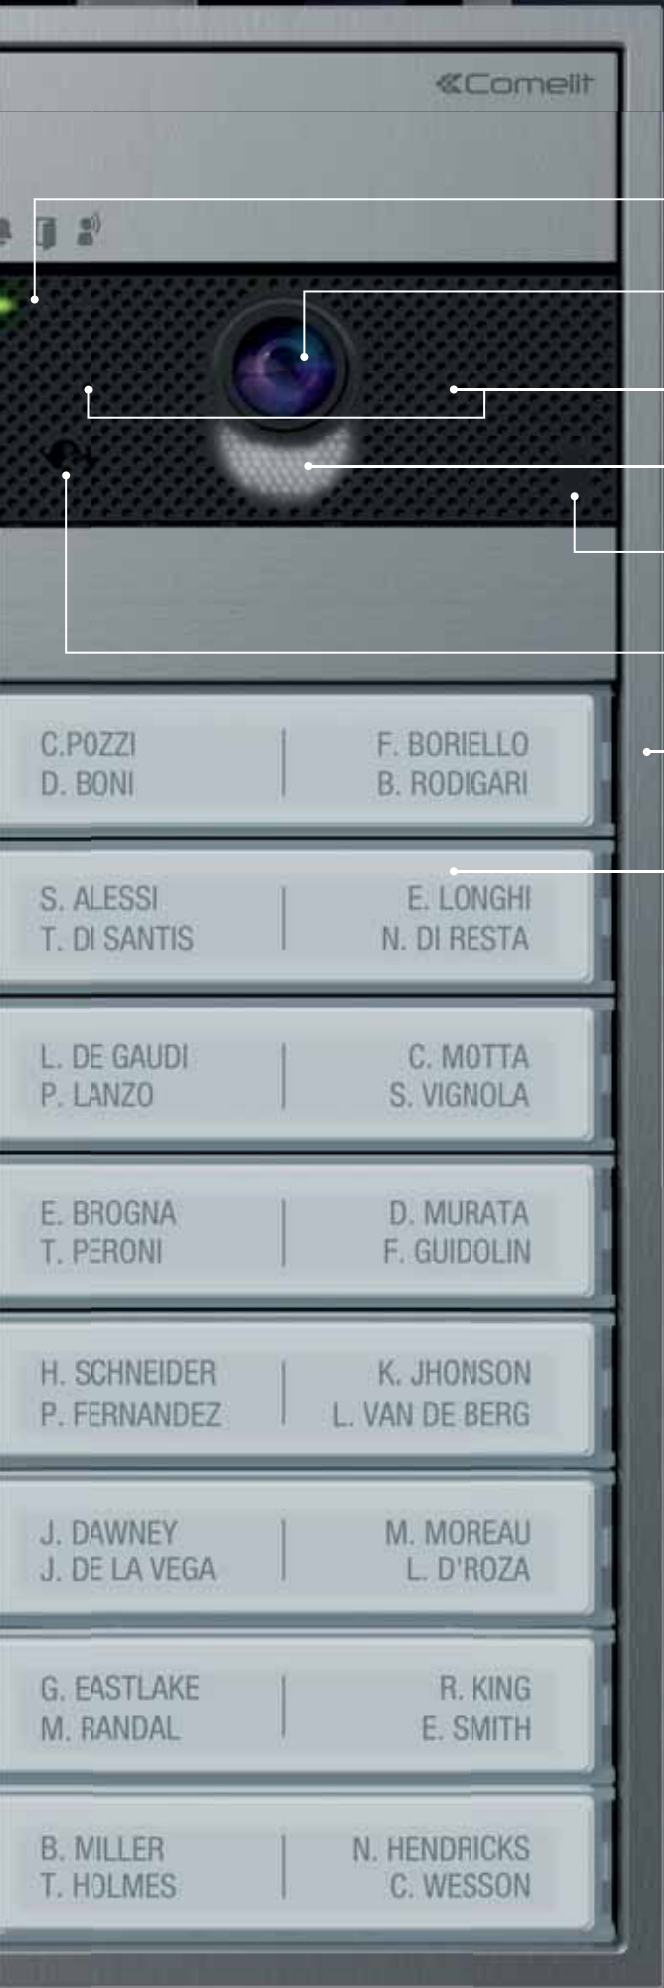 Comelit
C.POZZI | F. BORIELLO
D. BONI | B. RODIGARI
S. ALESSI | E. LONGHI
T. DI SANTIS | N. DI RESTA
L. DE GAUDI | C. MOTTA
P. LANZO | S. VIGNOLA
E. BROGNA | D. MURATA
T. PERONI | F. GUIDOLIN
H. SCHNEIDER | K. JHONSON
P. FERNANDEZ | L. VAN DE BERG
J. DAWNEY | M. MOREAU
J. DE LA VEGA | L. D'ROZA
G. EASTLAKE | R. KING
M. RANDAL | E. SMITH
B. MILLER | N. HENDRICKS
T. HOLMES | C. WESSON